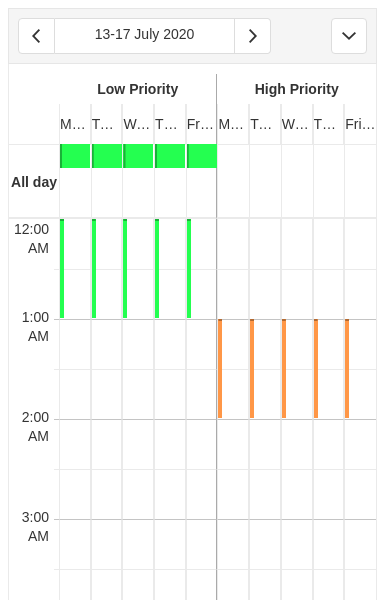 13-17 July 2020
Low Priority High Priority
M... T... W... T... Fr... M... T... W... T... Fri...
All day
12:00
AM
1:00
AM
2:00
AM
3:00
AM